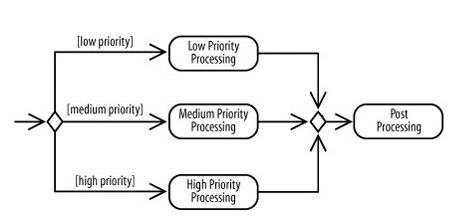 [low priority]
Low Priority
Processing
[medium priority]
Medium Priority
Processing
Post
Processing
[high priority]
High Priority
Processing